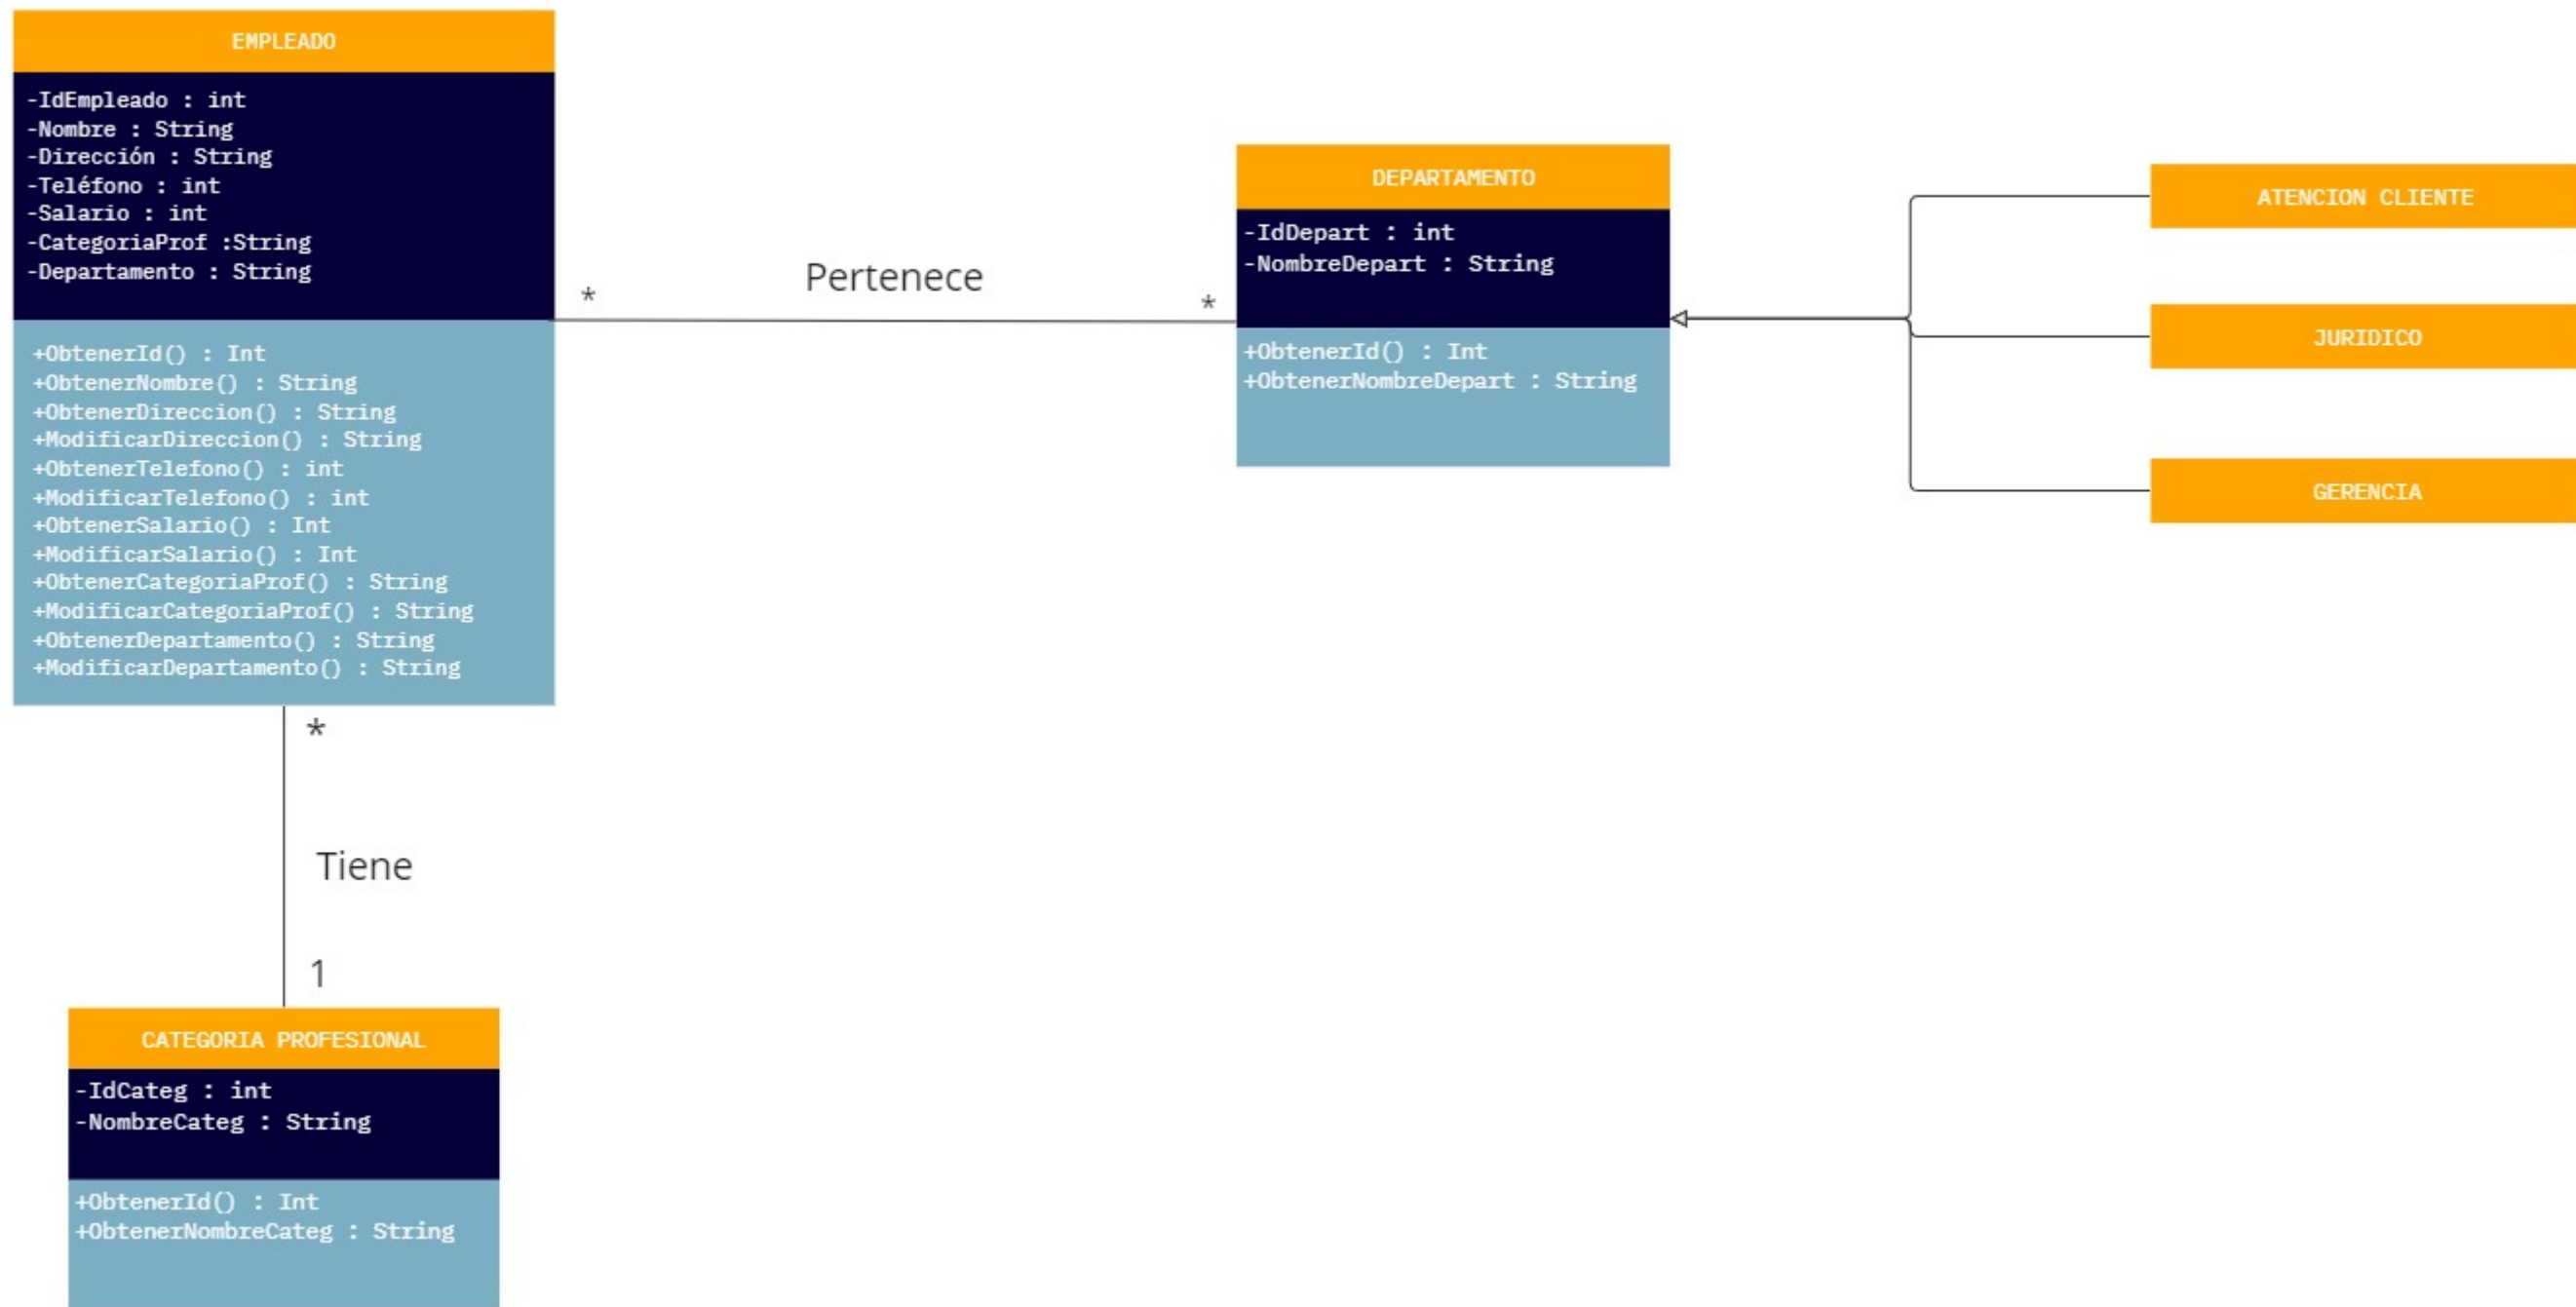 EMPLEADO
-IdEmpleado : int
-Nombre : String
-Dirección : String
-Teléfono : int
-Salario : int
-CategoriaProf :String
-Departamento : String
+ObtenerId() : Int
+ObtenerNombre() : String
+ObtenerDireccion() : String
+ModificarDireccion() : String
+ObtenerTelefono() : int
+ModificarTelefono() : int
+ObtenerSalario() : Int
+ModificarSalario() : Int
+ObtenerCategoriaProf() : String
+ModificarCategoriaProf() : String
+ObtenerDepartamento() : String
+ModificarDepartamento() : String
*
Pertenece
*
DEPARTAMENTO
-IdDepart : int
-NombreDepart : String
+ObtenerId() : Int
+ObtenerNombreDepart : String
ATENCION CLIENTE
JURIDICO
GERENCIA
*
Tiene
1
CATEGORIA PROFESIONAL
-IdCateg : int
-NombreCateg : String
+ObtenerId() : Int
+ObtenerNombreCateg : String